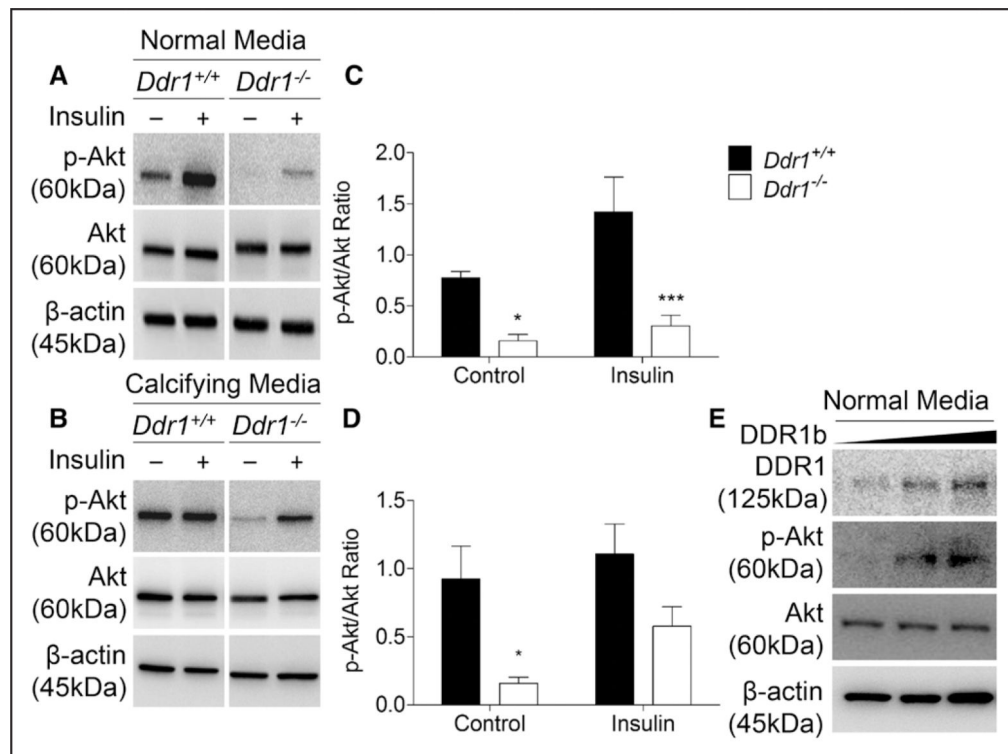 Normal Media
A
Ddr1+/+ Ddr1-/-
Insulin – + – +
p-Akt
(60kDa)
Akt
(60kDa)
β-actin
(45kDa)
Calcifying Media
B
Ddr1+/+ Ddr1-/-
Insulin – + – +
p-Akt
(60kDa)
Akt
(60kDa)
β-actin
(45kDa)
C
p-Akt/Akt Ratio
2.0
1.5
1.0
0.5
0.0
* ***
Control Insulin
Ddr1+/+
Ddr1-/-
D
p-Akt/Akt Ratio
1.5
1.0
0.5
0.0
*
Control Insulin
Normal Media
E
DDR1b
DDR1
(125kDa)
p-Akt
(60kDa)
Akt
(60kDa)
β-actin
(45kDa)